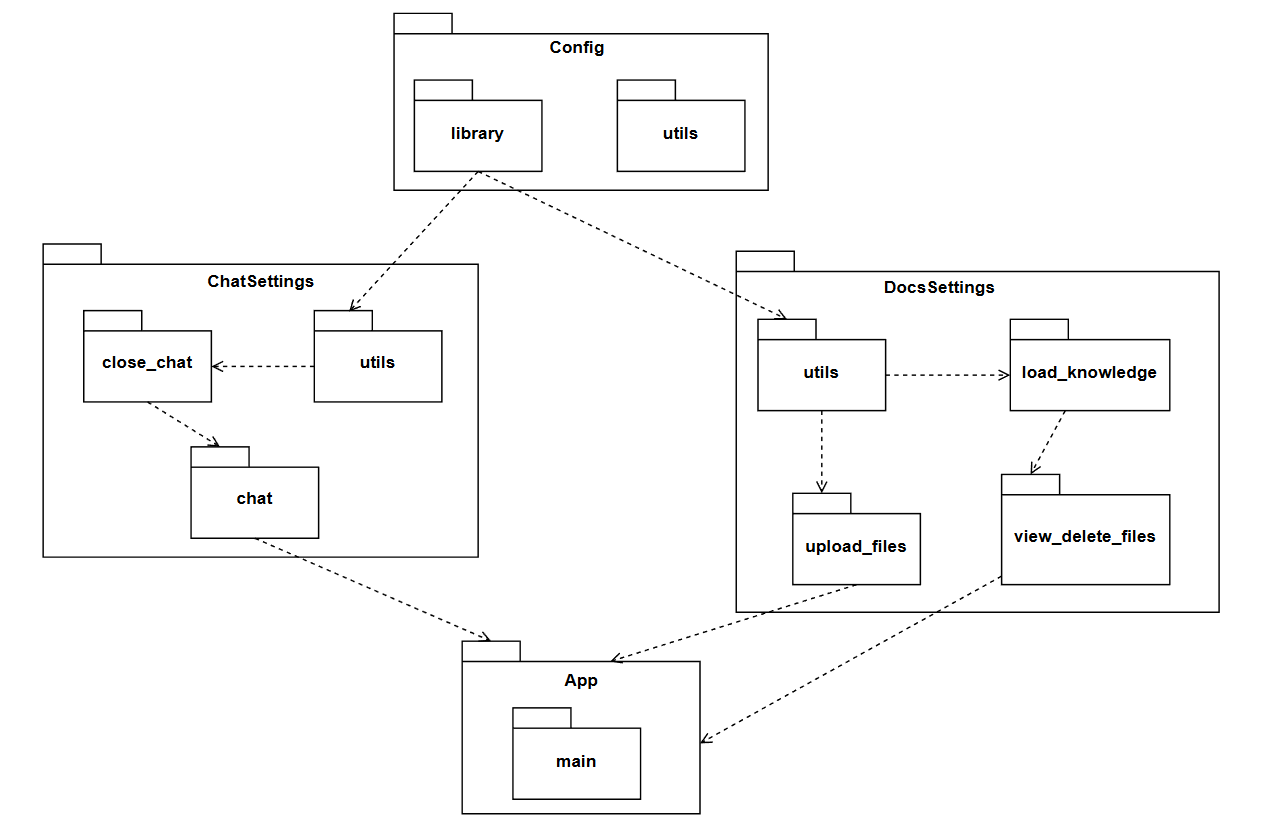 Config
library
utils
ChatSettings
close_chat
utils
chat
DocsSettings
utils
load_knowledge
upload_files
view_delete_files
App
main